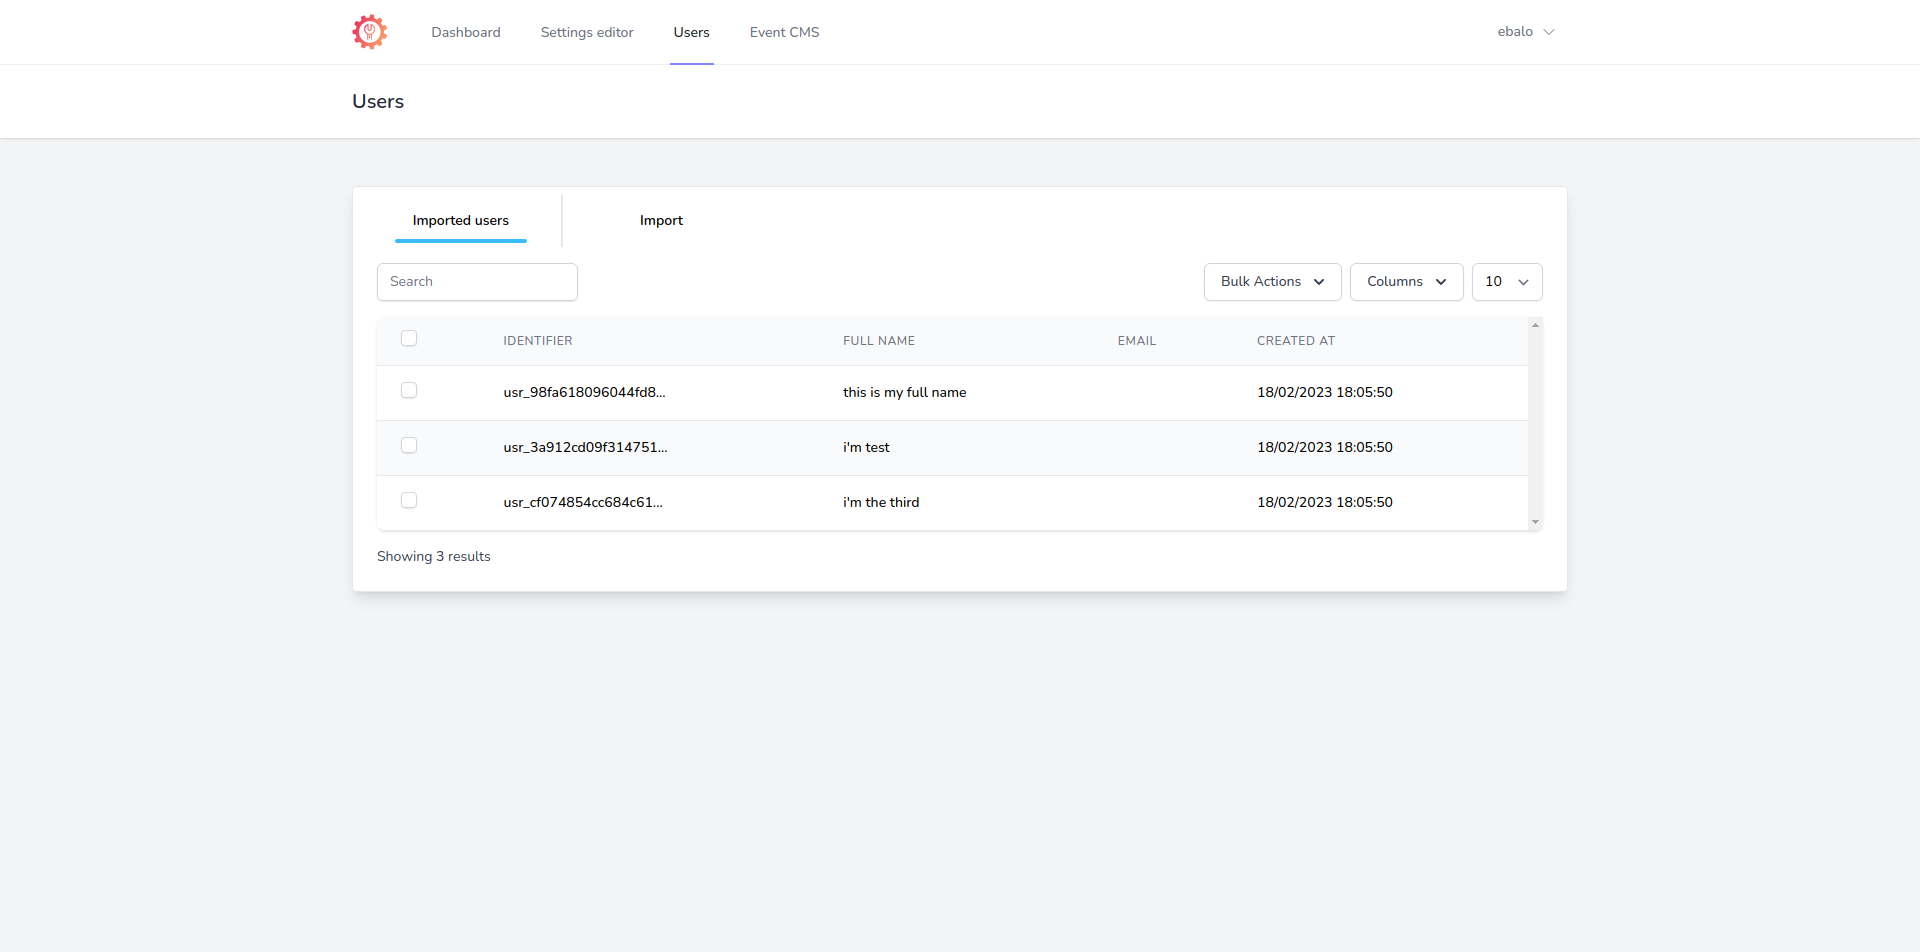 Dashboard Settings editor Users Event CMS ebalo
Users
Imported users Import
Search Bulk Actions Columns 10
IDENTIFIER FULL NAME EMAIL CREATED AT
usr_98fa618096044fd8... this is my full name 18/02/2023 18:05:50
usr_3a912cd09f314751... i'm test 18/02/2023 18:05:50
usr_cf074854cc684c61... i'm the third 18/02/2023 18:05:50
Showing 3 results